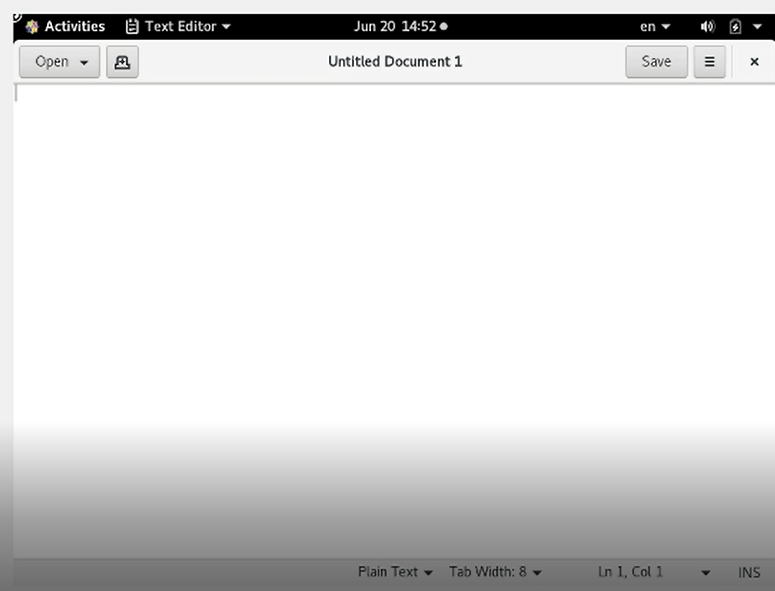 Activities Text Editor Jun 20 14:52 en
Open Untitled Document 1 Save
Plain Text Tab Width: 8 Ln 1, Col 1 INS